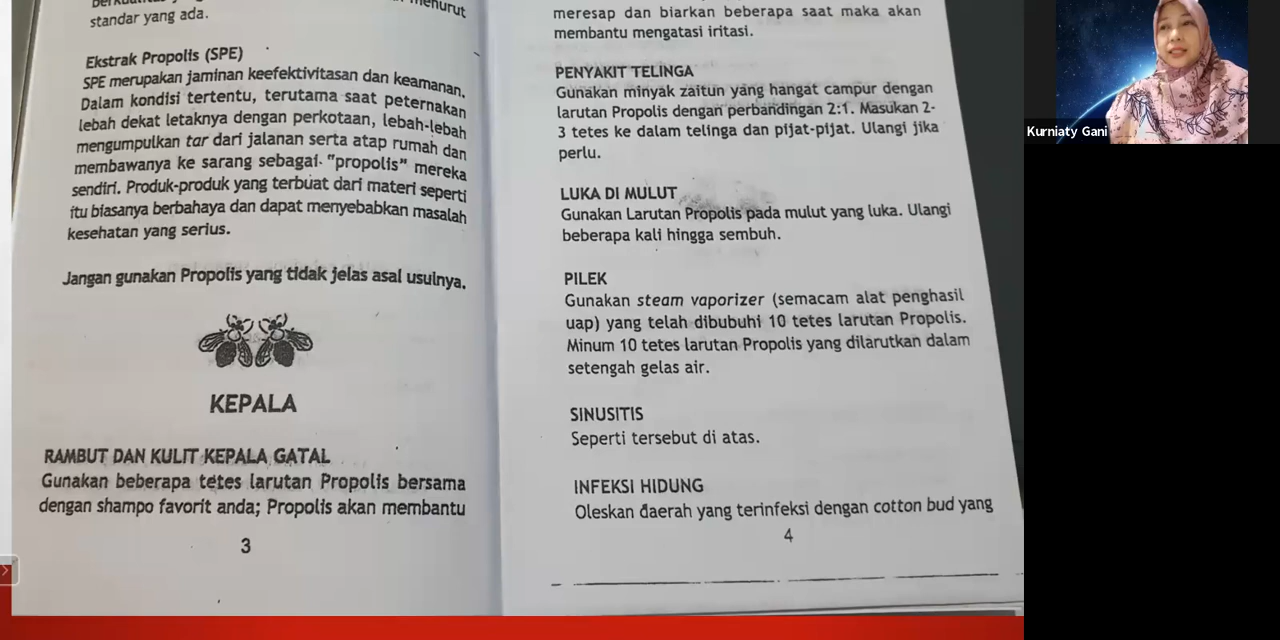 menurut
standar yang ada.
Ekstrak Propolis (SPE)
SPE merupakan jaminan keefektivitasan dan keamanan.
Dalam kondisi tertentu, terutama saat peternakan
lebah dekat letaknya dengan perkotaan, lebah-lebah
mengumpulkan tar dari jalanan serta atap rumah dan
membawanya ke sarang sebagai "propolis" mereka
sendiri. Produk-produk yang terbuat dari materi seperti
itu biasanya berbahaya dan dapat menyebabkan masalah
kesehatan yang serius.
Jangan gunakan Propolis yang tidak jelas asal usulnya.
KEPALA
RAMBUT DAN KULIT KEPALA GATAL
Gunakan beberapa tetes larutan Propolis bersama
dengan shampo favorit anda; Propolis akan membantu
3
meresap dan biarkan beberapa saat maka akan
membantu mengatasi iritasi.
PENYAKIT TELINGA
Gunakan minyak zaitun yang hangat campur dengan
larutan Propolis dengan perbandingan 2:1. Masukan 2-
3 tetes ke dalam telinga dan pijat-pijat. Ulangi jika
perlu.
LUKA DI MULUT
Gunakan Larutan Propolis pada mulut yang luka. Ulangi
beberapa kali hingga sembuh.
PILEK
Gunakan steam vaporizer (semacam alat penghasil
uap) yang telah dibubuhi 10 tetes larutan Propolis.
Minum 10 tetes larutan Propolis yang dilarutkan dalam
setengah gelas air.
SINUSITIS
Seperti tersebut di atas.
INFEKSI HIDUNG
Oleskan daerah yang terinfeksi dengan cotton bud yang
4
Kurniaty Gani